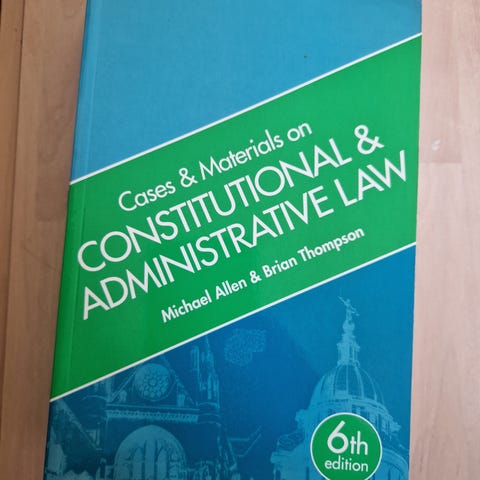 Cases & Materials on
CONSTITUTIONAL &
ADMINISTRATIVE LAW
Michael Allen & Brian Thompson
6th
edition